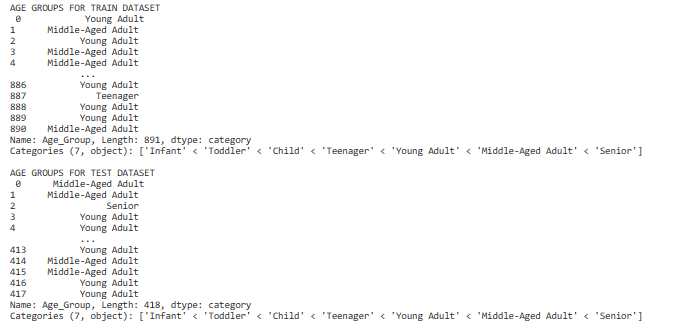 AGE GROUPS FOR TRAIN DATASET
0 Young Adult
1 Middle-Aged Adult
2 Young Adult
3 Middle-Aged Adult
4 Middle-Aged Adult
...
886 Young Adult
887 Teenager
888 Young Adult
889 Young Adult
890 Middle-Aged Adult
Name: Age_Group, Length: 891, dtype: category
Categories (7, object): ['Infant' < 'Toddler' < 'Child' < 'Teenager' < 'Young Adult' < 'Middle-Aged Adult' < 'Senior']
AGE GROUPS FOR TEST DATASET
0 Middle-Aged Adult
1 Middle-Aged Adult
2 Senior
3 Young Adult
4 Young Adult
...
413 Young Adult
414 Middle-Aged Adult
415 Middle-Aged Adult
416 Young Adult
417 Young Adult
Name: Age_Group, Length: 418, dtype: category
Categories (7, object): ['Infant' < 'Toddler' < 'Child' < 'Teenager' < 'Young Adult' < 'Middle-Aged Adult' < 'Senior']